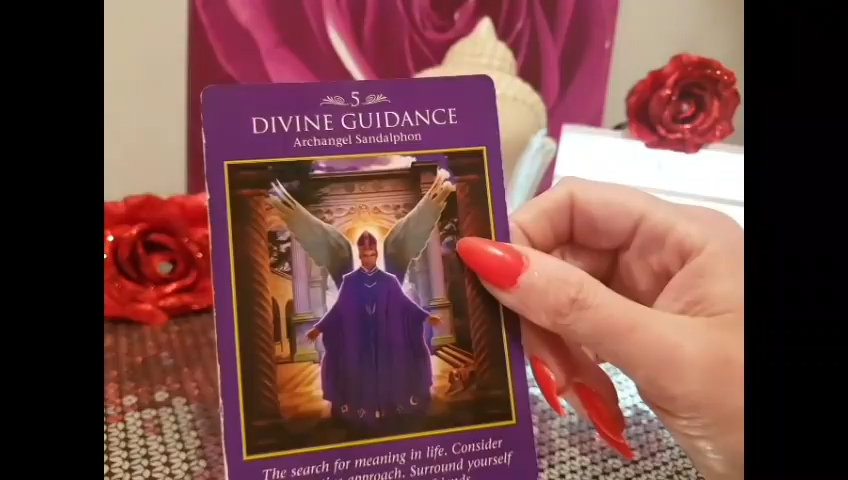 5
DIVINE GUIDANCE
Archangel Sandalphon
The search for meaning in life. Consider
approach. Surround yourself